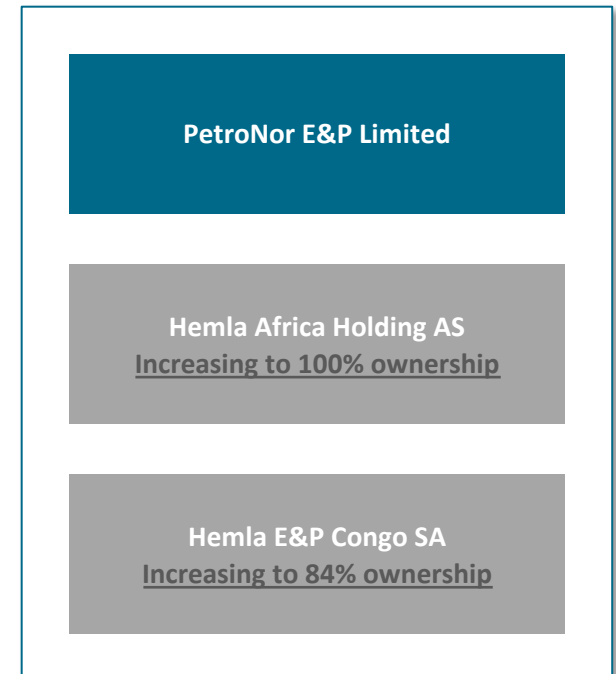 PetroNor E&P Limited
Hemla Africa Holding AS
Increasing to 100% ownership
Hemla E&P Congo SA
Increasing to 84% ownership